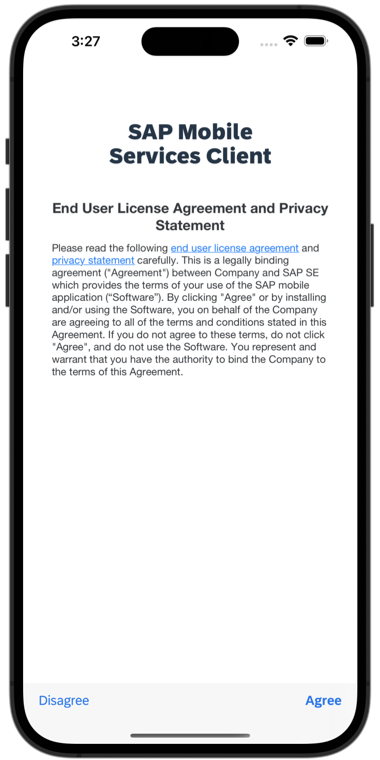 3:27
SAP Mobile
Services Client
End User License Agreement and Privacy
Statement
Please read the following end user license agreement and
privacy statement carefully. This is a legally binding
agreement ("Agreement") between Company and SAP SE
which provides the terms of your use of the SAP mobile
application (“Software”). By clicking "Agree" or by installing
and/or using the Software, you on behalf of the Company
are agreeing to all of the terms and conditions stated in this
Agreement. If you do not agree to these terms, do not click
"Agree", and do not use the Software. You represent and
warrant that you have the authority to bind the Company to
the terms of this Agreement.
Disagree
Agree